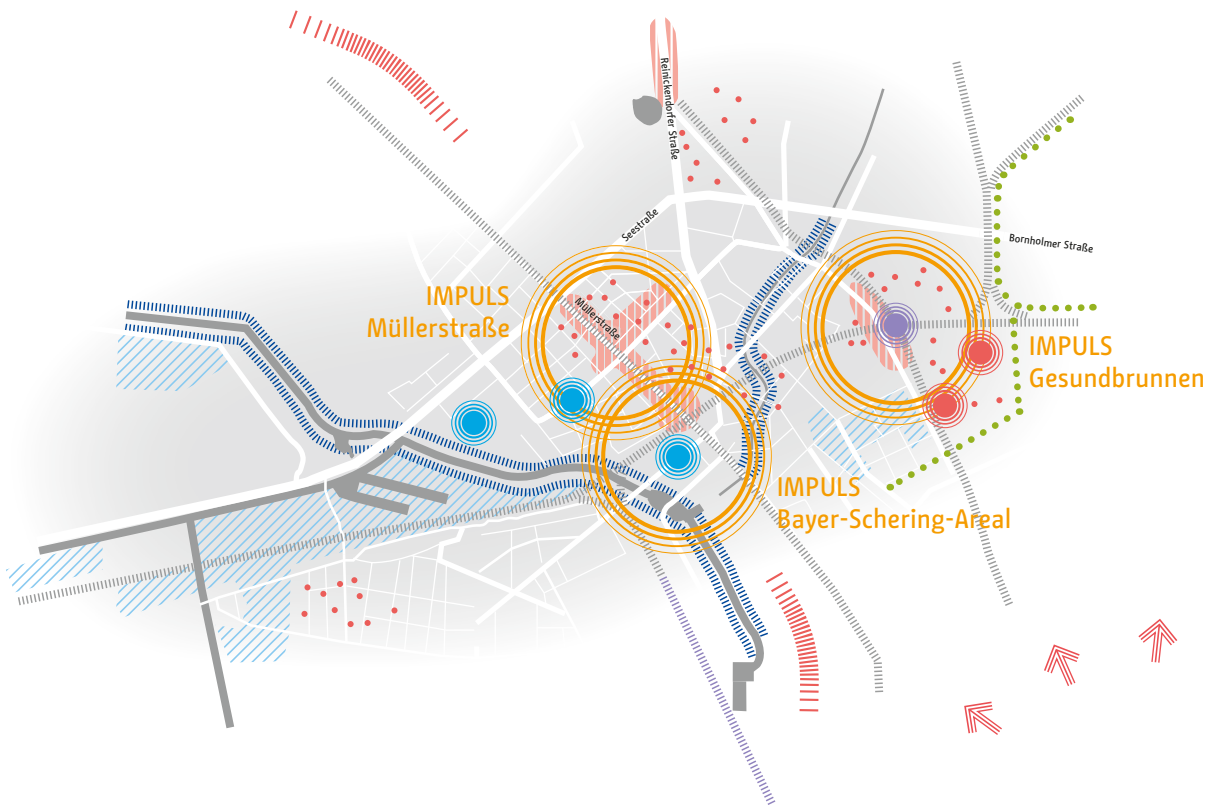 Reinickendorfer Straße
Seestraße
Bornholmer Straße
IMPULS
Müllerstraße
Müllerstraße
IMPULS
Gesundbrunnen
IMPULS
Bayer-Schering-Areal